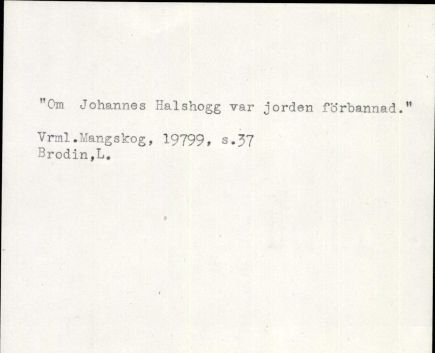 "Om Johannes Halshogg var jorden förbannad."
Vrml.Mangskog, 19799, s.37
Brodin,L.